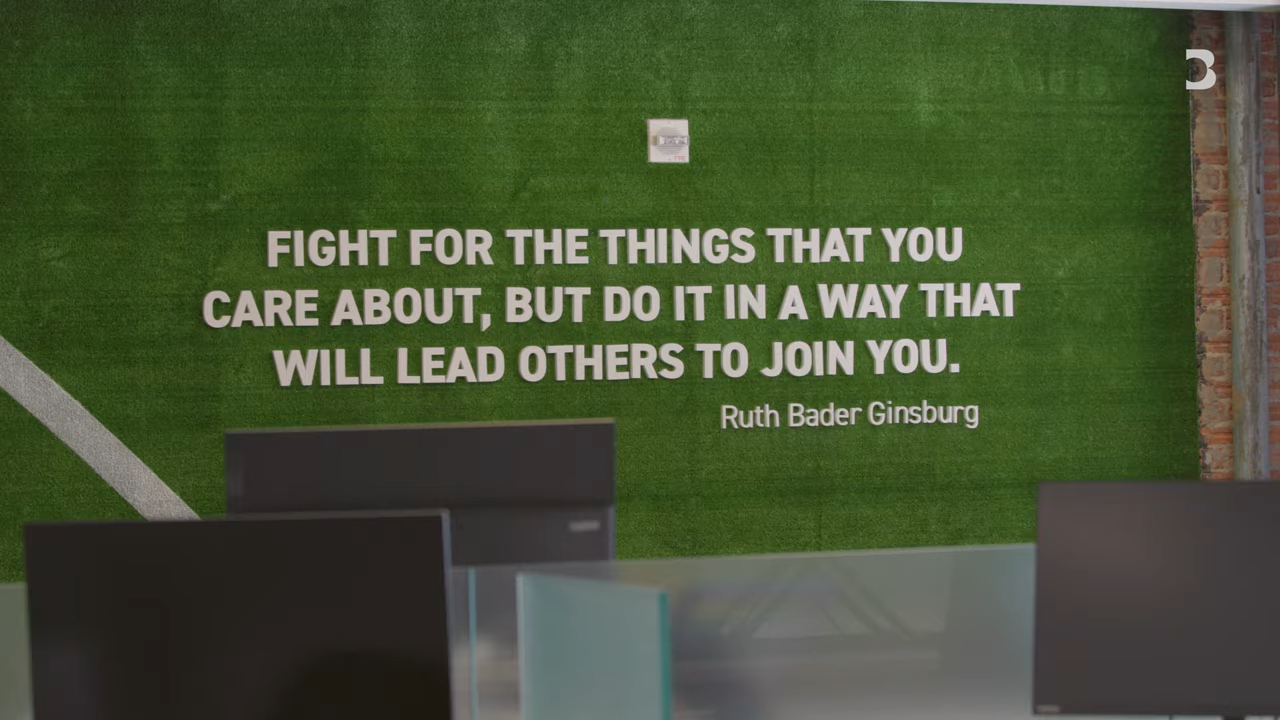 3
FIGHT FOR THE THINGS THAT YOU
CARE ABOUT, BUT DO IT IN A WAY THAT
WILL LEAD OTHERS TO JOIN YOU.
Ruth Bader Ginsburg